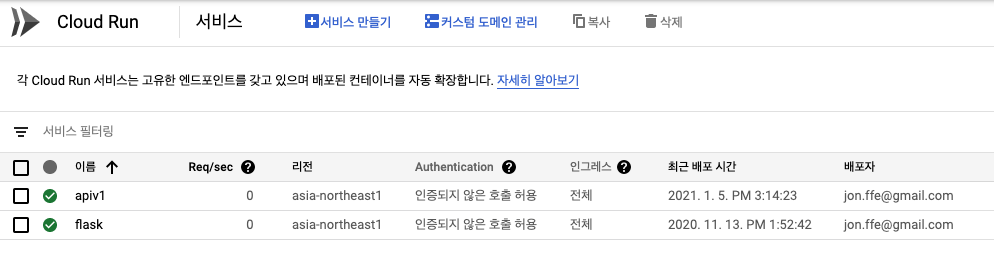 Cloud Run 서비스 서비스 만들기 커스텀 도메인 관리 복사 삭제
각 Cloud Run 서비스는 고유한 엔드포인트를 갖고 있으며 배포된 컨테이너를 자동 확장합니다. 자세히 알아보기
서비스 필터링
이름 Req/sec 리전 Authentication 인그레스 최근 배포 시간 배포자
apiv1 0 asia-northeast1 인증되지 않은 호출 허용 전체 2021. 1. 5. PM 3:14:23 jon.ffe@gmail.com
flask 0 asia-northeast1 인증되지 않은 호출 허용 전체 2020. 11. 13. PM 1:52:42 jon.ffe@gmail.com